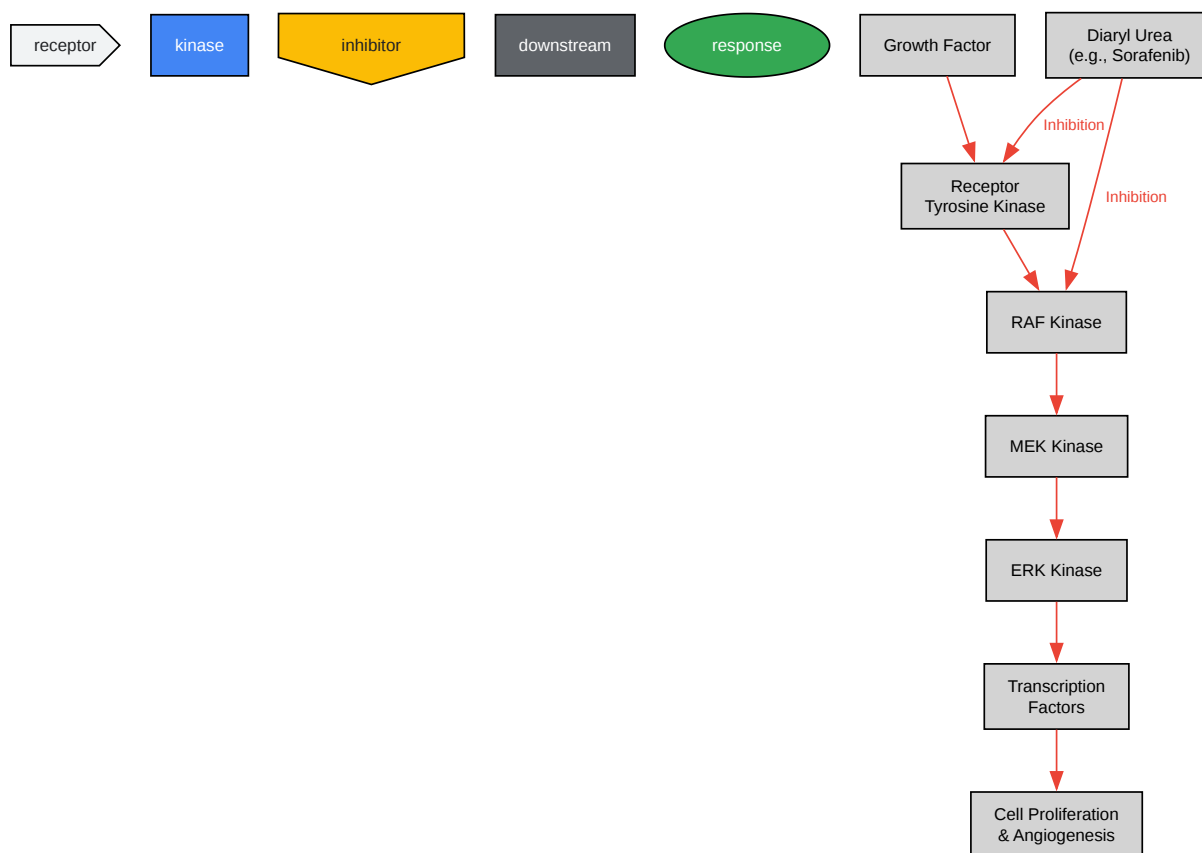 receptor
kinase
inhibitor
downstream
response
Growth Factor
Diaryl Urea
(e.g., Sorafenib)
Inhibition
Receptor
Tyrosine Kinase
Inhibition
RAF Kinase
MEK Kinase
ERK Kinase
Transcription
Factors
Cell Proliferation
& Angiogenesis